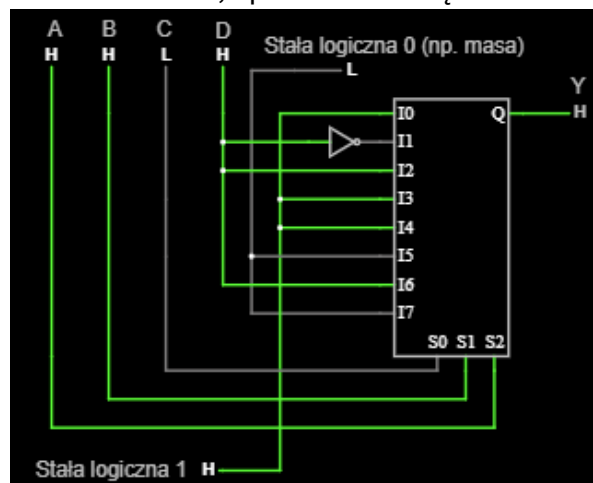 A B C D
H H L H
Stała logiczna 0 (np. masa)
L
Y
I0 Q H
I1
I2
I3
I4
I5
I6
I7
S0 S1 S2
Stała logiczna 1 H